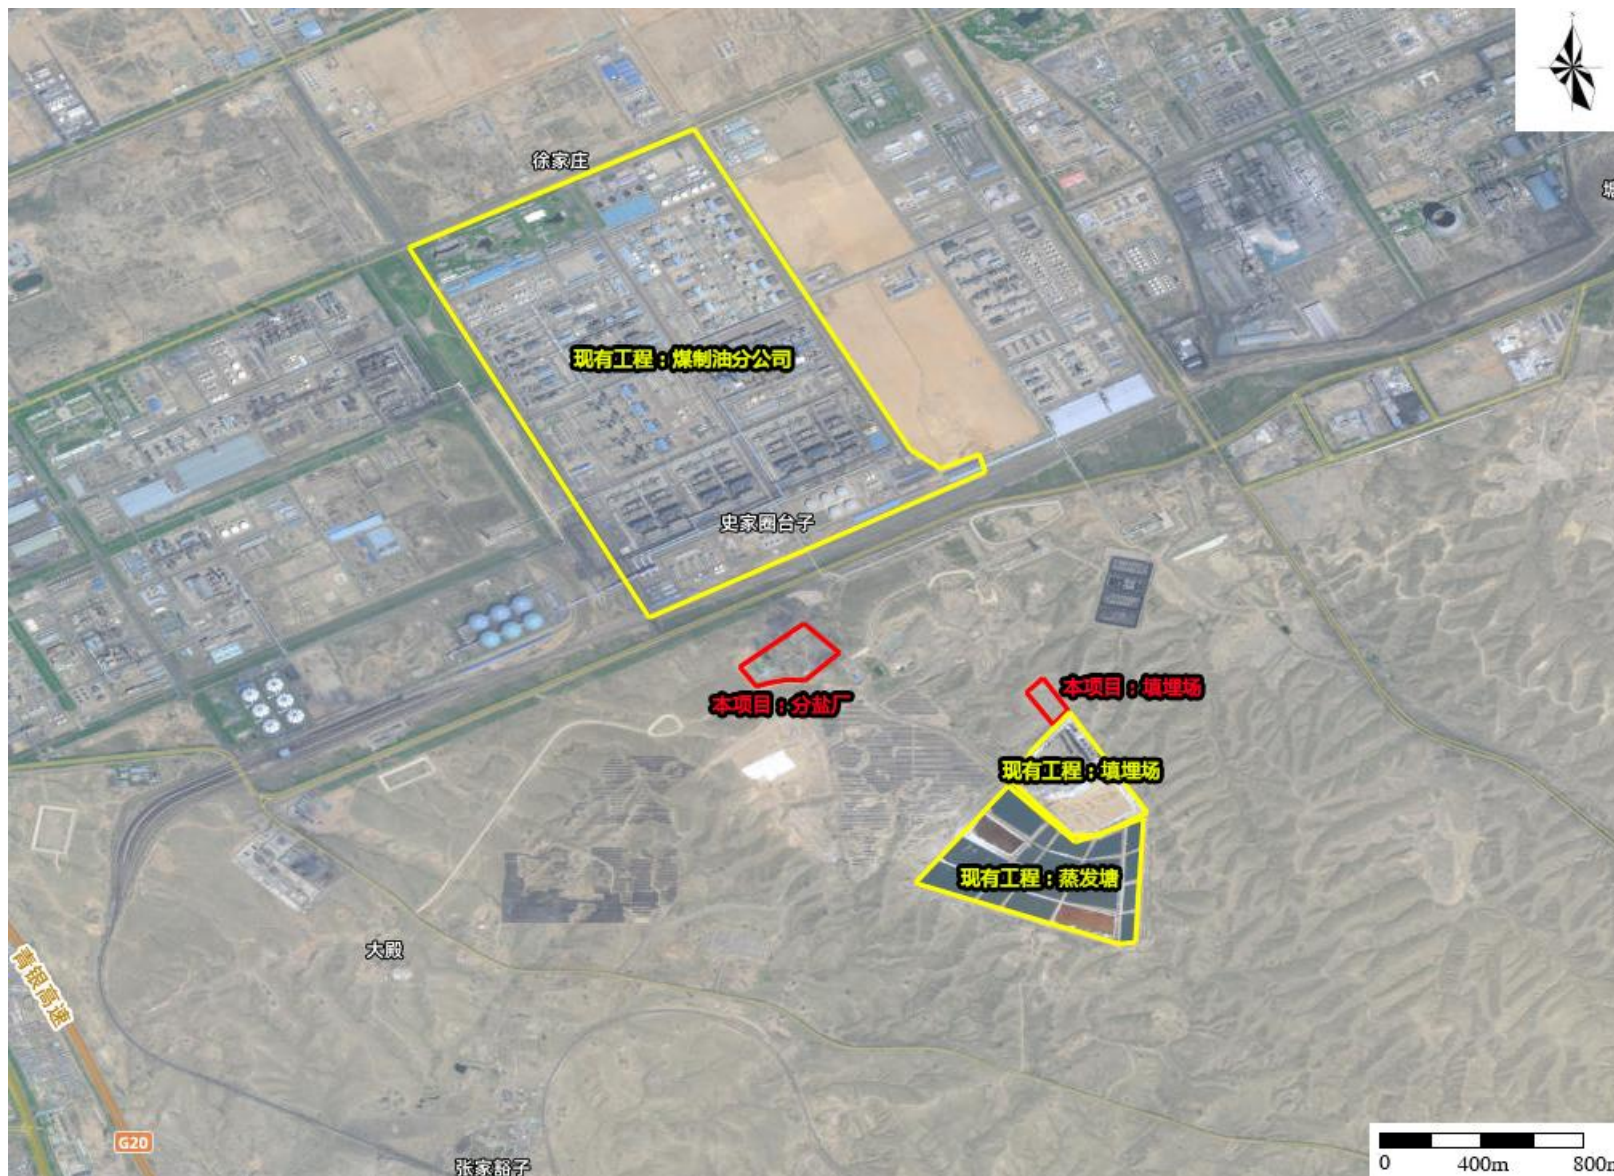 徐家庄
现有工程：煤制油分公司
史家圈台子
本项目：填埋场
本项目：分盐厂
现有工程：填埋场
现有工程：蒸发塘
大殿
青银高速
G20
张家豁子
0 400m 800m